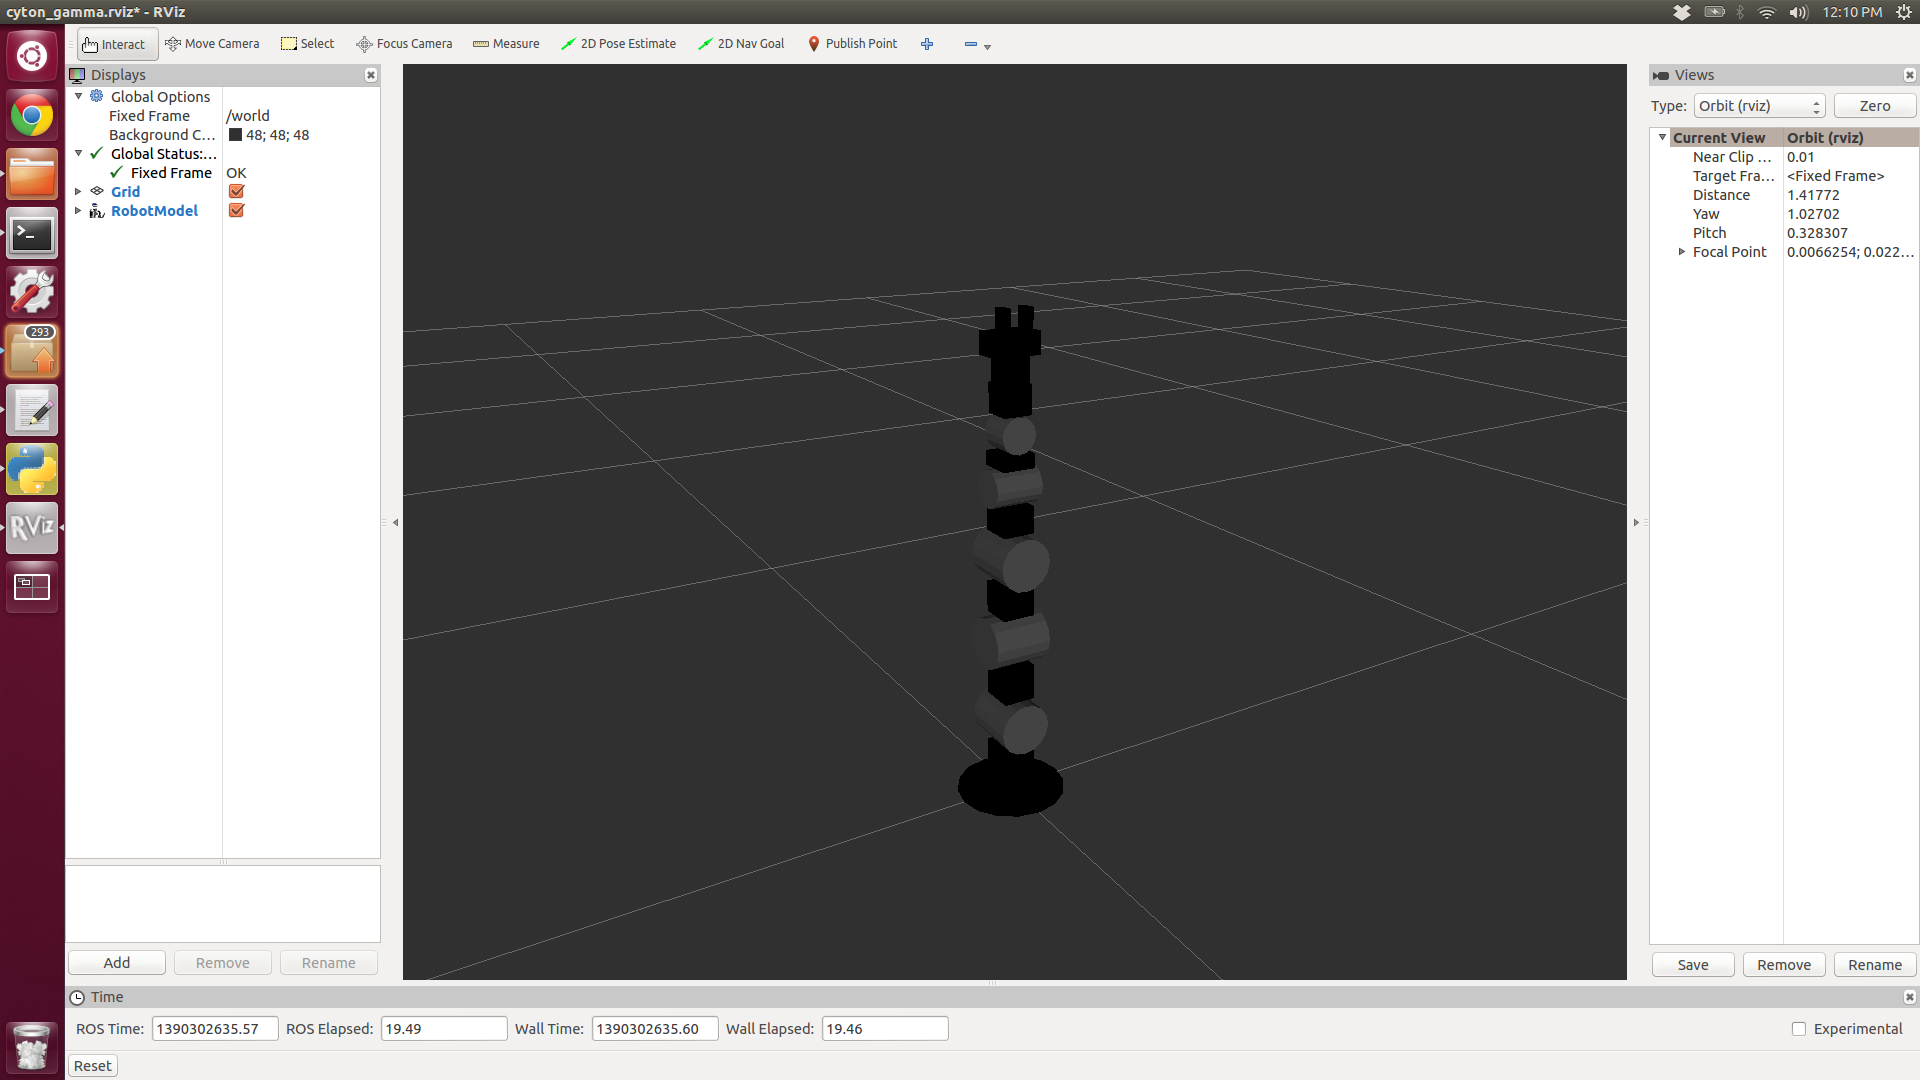 cyton_gamma.rviz* - RViz
12:10 PM
Interact
Move Camera
Select
Focus Camera
Measure
2D Pose Estimate
2D Nav Goal
Publish Point
Displays
Global Options
Fixed Frame /world
Background C... 48; 48; 48
Global Status:...
Fixed Frame OK
Grid
RobotModel
Add
Remove
Rename
293
>_
RViz
Views
Type: Orbit (rviz) Zero
Current View Orbit (rviz)
Near Clip ... 0.01
Target Fra... <Fixed Frame>
Distance 1.41772
Yaw 1.02702
Pitch 0.328307
Focal Point 0.0066254; 0.022...
Save
Remove
Rename
Time
ROS Time: 1390302635.57 ROS Elapsed: 19.49 Wall Time: 1390302635.60 Wall Elapsed: 19.46 Experimental
Reset